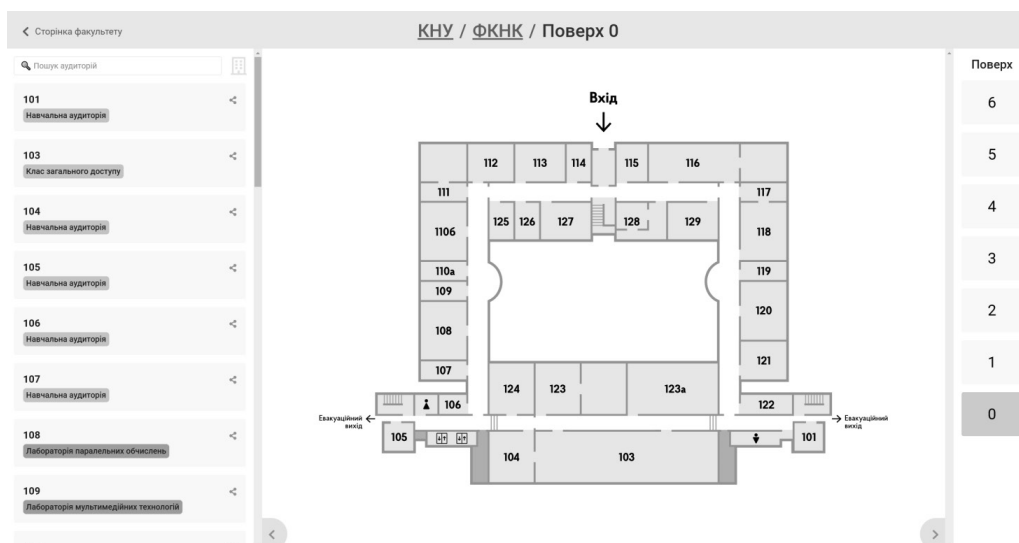 Сторінка факультету
КНУ / ФКНК / Поверх 0
Пошук аудиторій
101
Навчальна аудиторія
103
Клас загального доступу
104
Навчальна аудиторія
105
Навчальна аудиторія
106
Навчальна аудиторія
107
Навчальна аудиторія
108
Лабораторія паралельних обчислень
109
Лабораторія мультимедійних технологій
Вхід
112 113 114 115 116
111 117
110б 125 126 127 128 129 118
110а 119
109
120
108
121
107
124 123 123а
106 122
Евакуаційний
вихід
Евакуаційний
вихід
105 101
104 103
Поверх
6
5
4
3
2
1
0